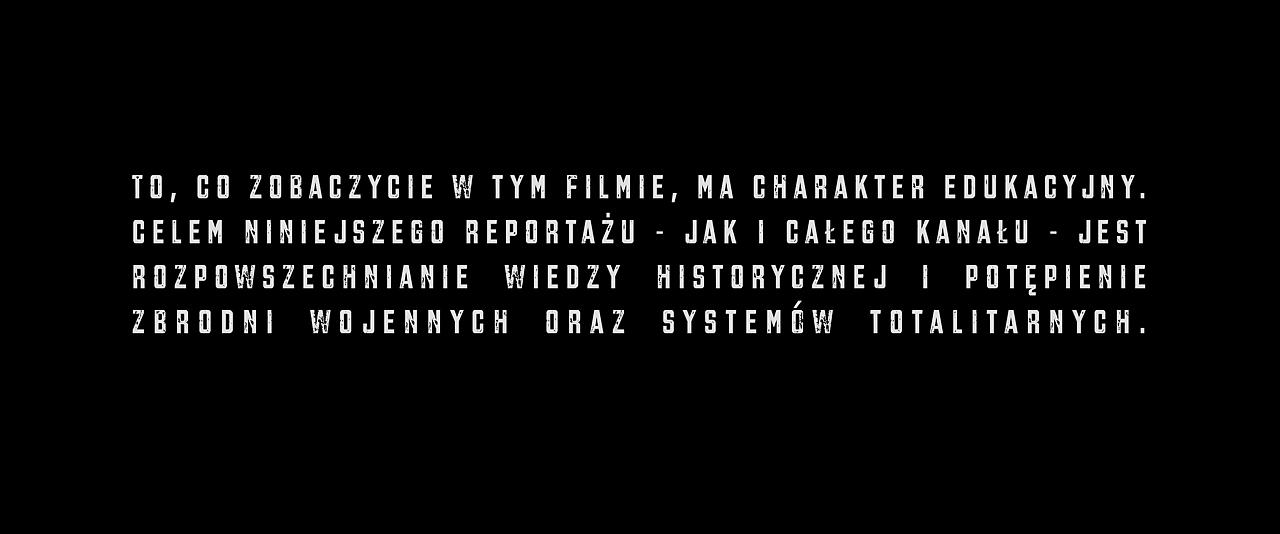 TO, CO ZOBACZYCIE W TYM FILMIE, MA CHARAKTER EDUKACYJNY.
CELEM NINIEJSZEGO REPORTAŻU - JAK I CAŁEGO KANAŁU - JEST
ROZPOWSZECHNIANIE WIEDZY HISTORYCZNEJ I POTĘPIENIE
ZBRODNI WOJENNYCH ORAZ SYSTEMÓW TOTALITARNYCH.